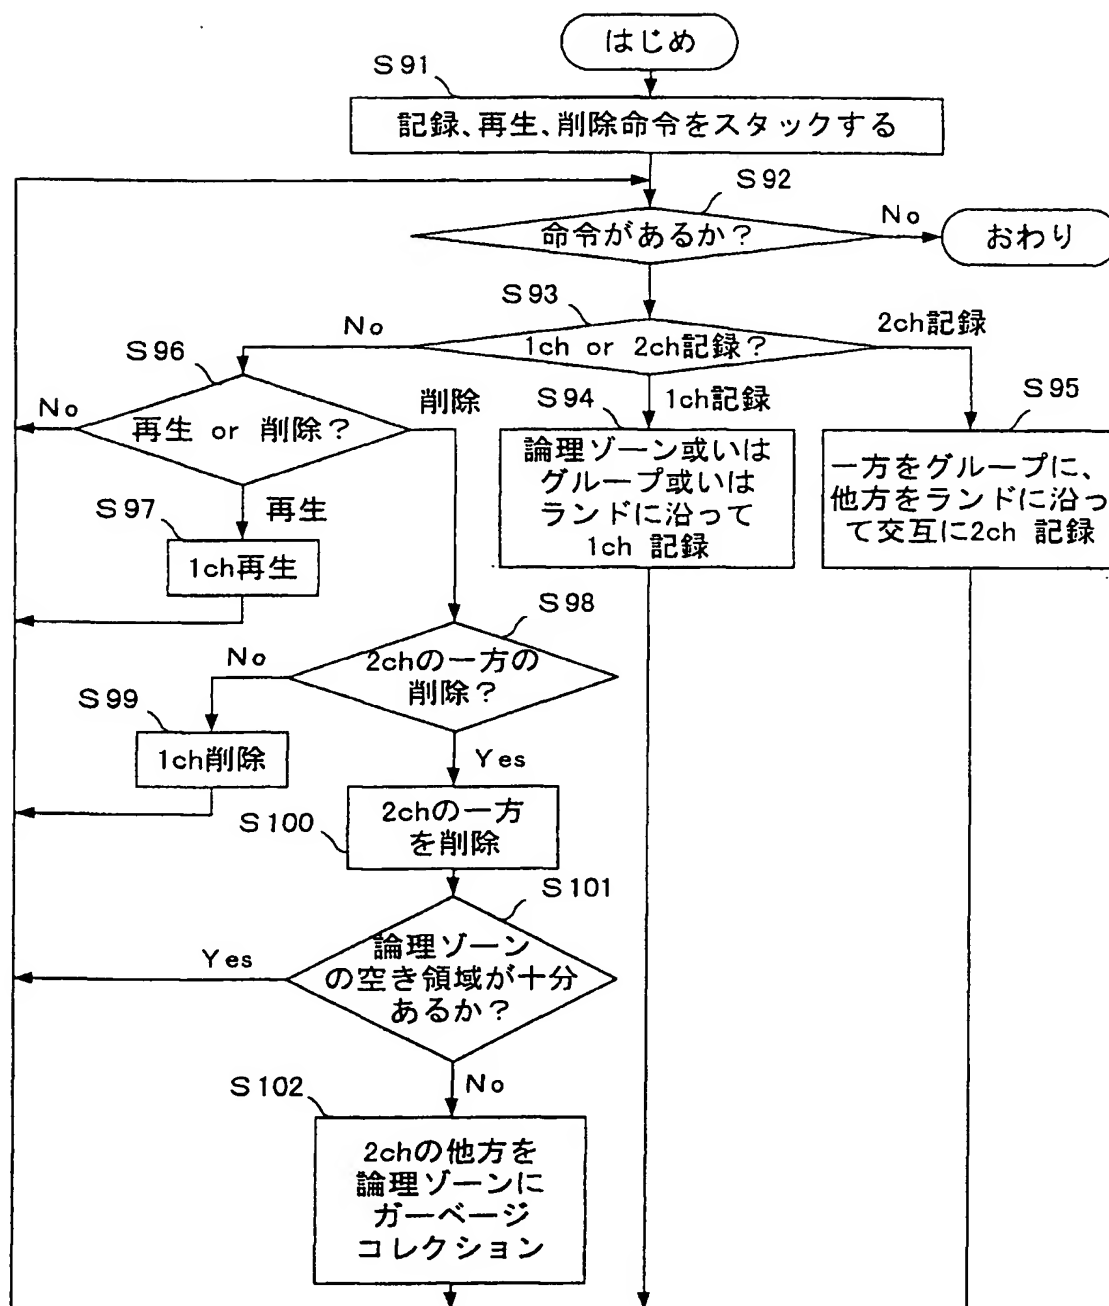 はじめ
S91
記録、再生、削除命令をスタックする
S92
命令があるか?
No
おわり
S93
No
1ch or 2ch記録?
2ch記録
S96
No
再生 or 削除?
削除
S94
1ch記録
S95
論理ゾーン或いは
グループ或いは
ランドに沿って
1ch 記録
一方をグループに、
他方をランドに沿っ
て交互に2ch 記録
S97
再生
1ch再生
S98
No
2chの一方の
削除?
S99
1ch削除
Yes
S100
2chの一方
を削除
S101
Yes
論理ゾーン
の空き領域が十分
あるか?
No
S102
2chの他方を
論理ゾーンに
ガーベージ
コレクション